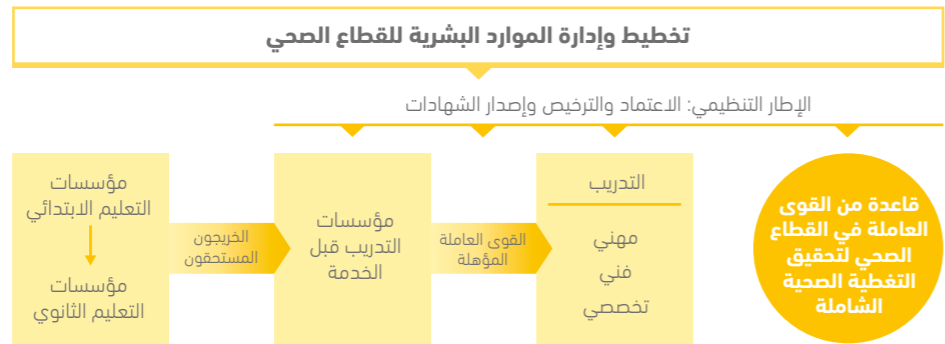 تخطيط وإدارة الموارد البشرية للقطاع الصحي
الإطار التنظيمي: الاعتماد والترخيص وإصدار الشهادات
مؤسسات
التعليم الابتدائي
مؤسسات
التعليم الثانوي
الخريجون
المستحقون
مؤسسات
التدريب قبل
الخدمة
القوى العاملة
المؤهلة
التدريب
مهني
فني
تخصصي
قاعدة من القوى
العاملة في القطاع
الصحي لتحقيق
التغطية الصحية
الشاملة